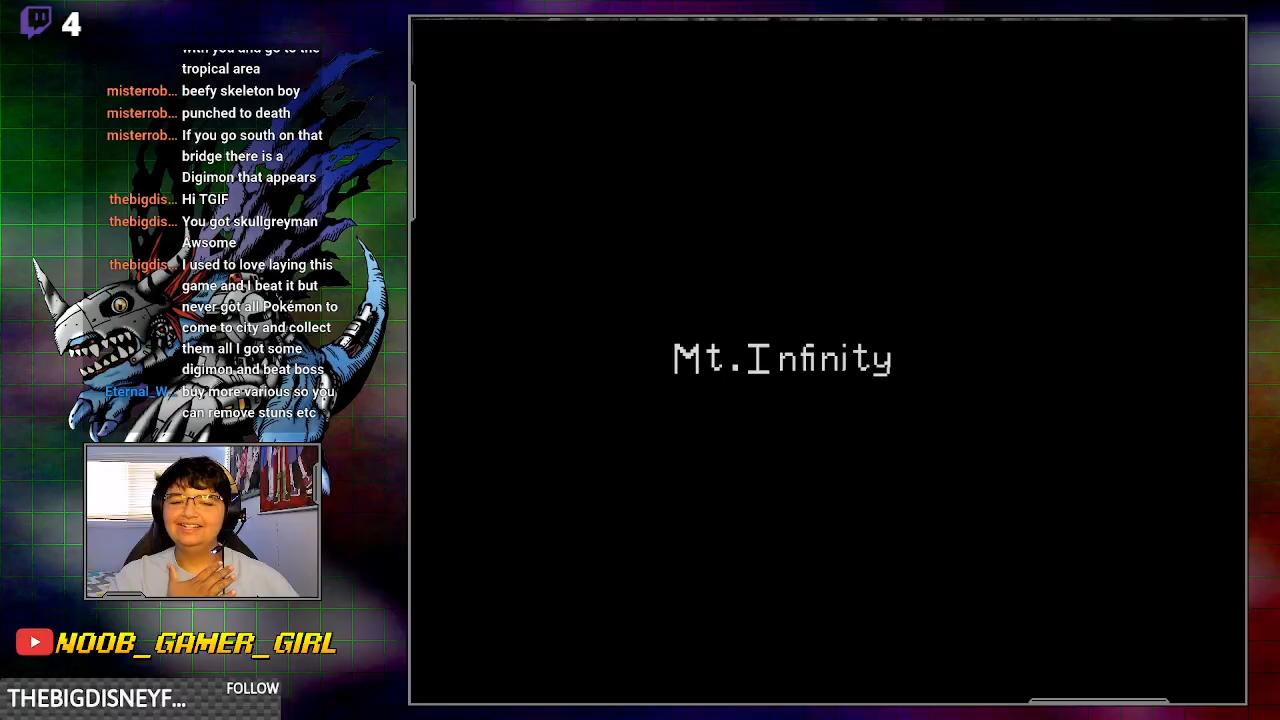 4
with you and go to the
tropical area
misterrob... beefy skeleton boy
misterrob... punched to death
misterrob... If you go south on that
bridge there is a
Digimon that appears
thebigdis... Hi TGIF
thebigdis... You got skullgreyman
Awsome
thebigdis... I used to love laying this
game and I beat it but
never got all Pokémon to
come to city and collect
them all I got some
digimon and beat boss
Eternal_W... buy more various so you
can remove stuns etc
Mt.Infinity
NOOB_GAMER_GIRL
FOLLOW
THEBIGDISNEYF...